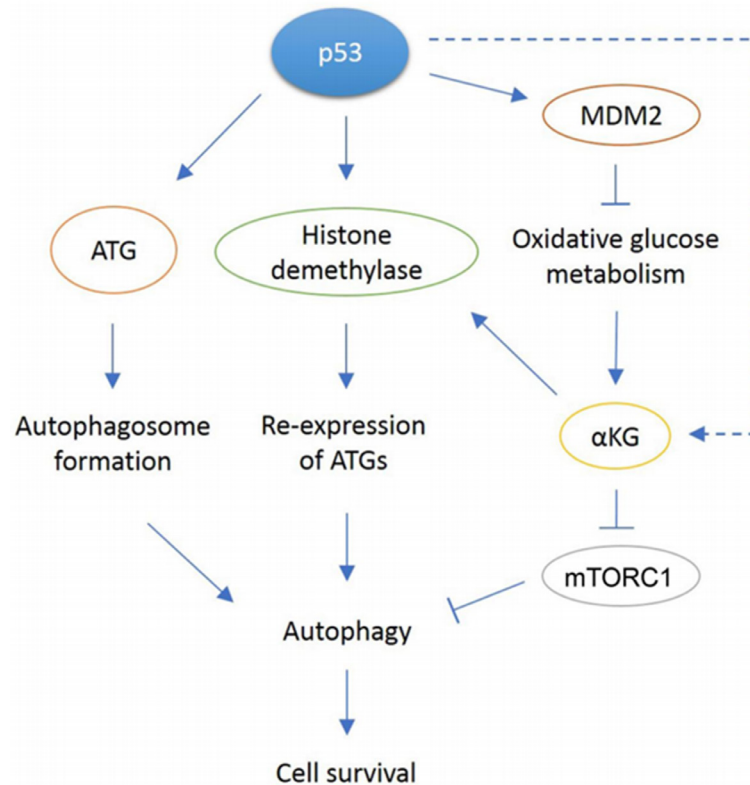 p53
MDM2
ATG
Histone
demethylase
Oxidative glucose
metabolism
Autophagosome
formation
Re-expression
of ATGs
αKG
mTORC1
Autophagy
Cell survival